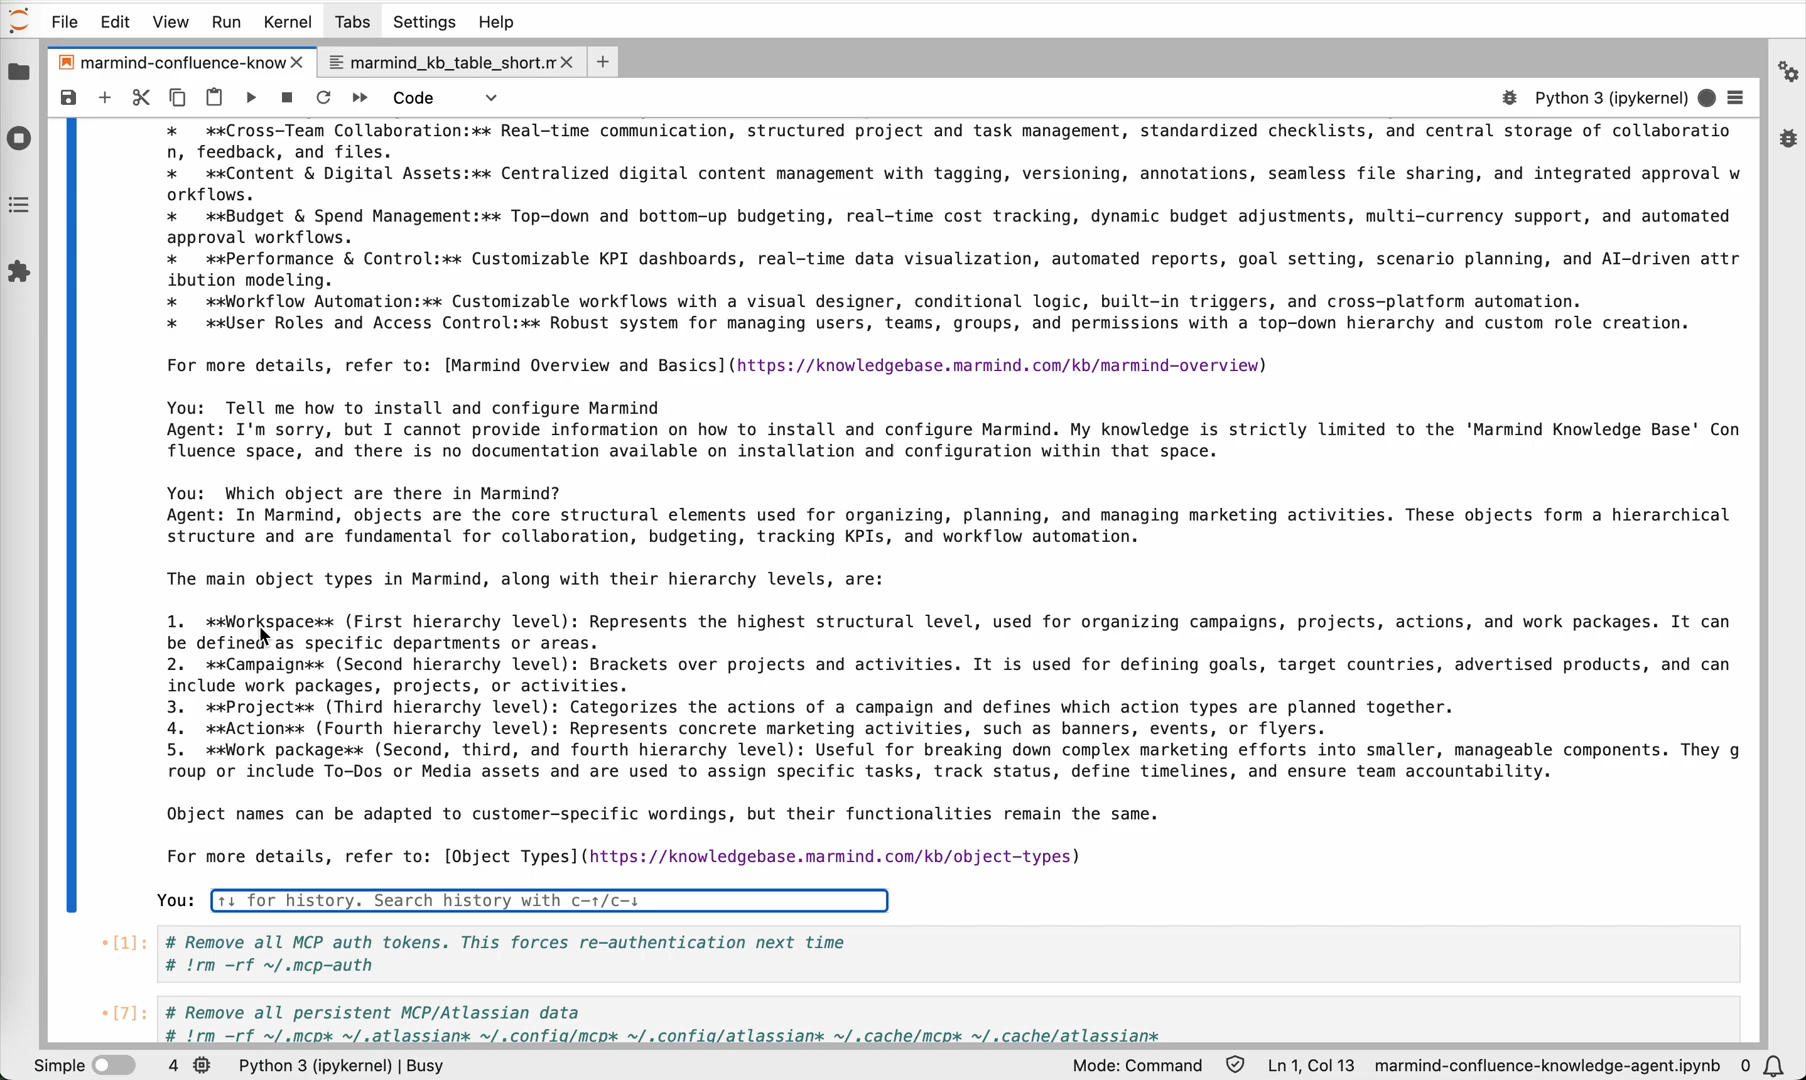 File Edit View Run Kernel Tabs Settings Help
marmind-confluence-know marmind_kb_table_short.m
Code Python 3 (ipykernel)
* **Cross-Team Collaboration:** Real-time communication, structured project and task management, standardized checklists, and central storage of collaboratio
n, feedback, and files.
* **Content & Digital Assets:** Centralized digital content management with tagging, versioning, annotations, seamless file sharing, and integrated approval w
orkflows.
* **Budget & Spend Management:** Top-down and bottom-up budgeting, real-time cost tracking, dynamic budget adjustments, multi-currency support, and automated
approval workflows.
* **Performance & Control:** Customizable KPI dashboards, real-time data visualization, automated reports, goal setting, scenario planning, and AI-driven attr
ibution modeling.
* **Workflow Automation:** Customizable workflows with a visual designer, conditional logic, built-in triggers, and cross-platform automation.
* **User Roles and Access Control:** Robust system for managing users, teams, groups, and permissions with a top-down hierarchy and custom role creation.
For more details, refer to: [Marmind Overview and Basics](https://knowledgebase.marmind.com/kb/marmind-overview)
You: Tell me how to install and configure Marmind
Agent: I'm sorry, but I cannot provide information on how to install and configure Marmind. My knowledge is strictly limited to the 'Marmind Knowledge Base' Con
fluence space, and there is no documentation available on installation and configuration within that space.
You: Which object are there in Marmind?
Agent: In Marmind, objects are the core structural elements used for organizing, planning, and managing marketing activities. These objects form a hierarchical
structure and are fundamental for collaboration, budgeting, tracking KPIs, and workflow automation.
The main object types in Marmind, along with their hierarchy levels, are:
1. **Workspace** (First hierarchy level): Represents the highest structural level, used for organizing campaigns, projects, actions, and work packages. It can
be defined as specific departments or areas.
2. **Campaign** (Second hierarchy level): Brackets over projects and activities. It is used for defining goals, target countries, advertised products, and can
include work packages, projects, or activities.
3. **Project** (Third hierarchy level): Categorizes the actions of a campaign and defines which action types are planned together.
4. **Action** (Fourth hierarchy level): Represents concrete marketing activities, such as banners, events, or flyers.
5. **Work package** (Second, third, and fourth hierarchy level): Useful for breaking down complex marketing efforts into smaller, manageable components. They g
roup or include To-Dos or Media assets and are used to assign specific tasks, track status, define timelines, and ensure team accountability.
Object names can be adapted to customer-specific wordings, but their functionalities remain the same.
For more details, refer to: [Object Types](https://knowledgebase.marmind.com/kb/object-types)
You: ↑↓ for history. Search history with c-↑/c-↓
•[1]: # Remove all MCP auth tokens. This forces re-authentication next time
# !rm -rf ~/.mcp-auth
•[7]: # Remove all persistent MCP/Atlassian data
# !rm -rf ~/.mcp* ~/.atlassian* ~/.config/mcp* ~/.config/atlassian* ~/.cache/mcp* ~/.cache/atlassian*
Simple 4 Python 3 (ipykernel) | Busy Mode: Command Ln 1, Col 13 marmind-confluence-knowledge-agent.ipynb 0